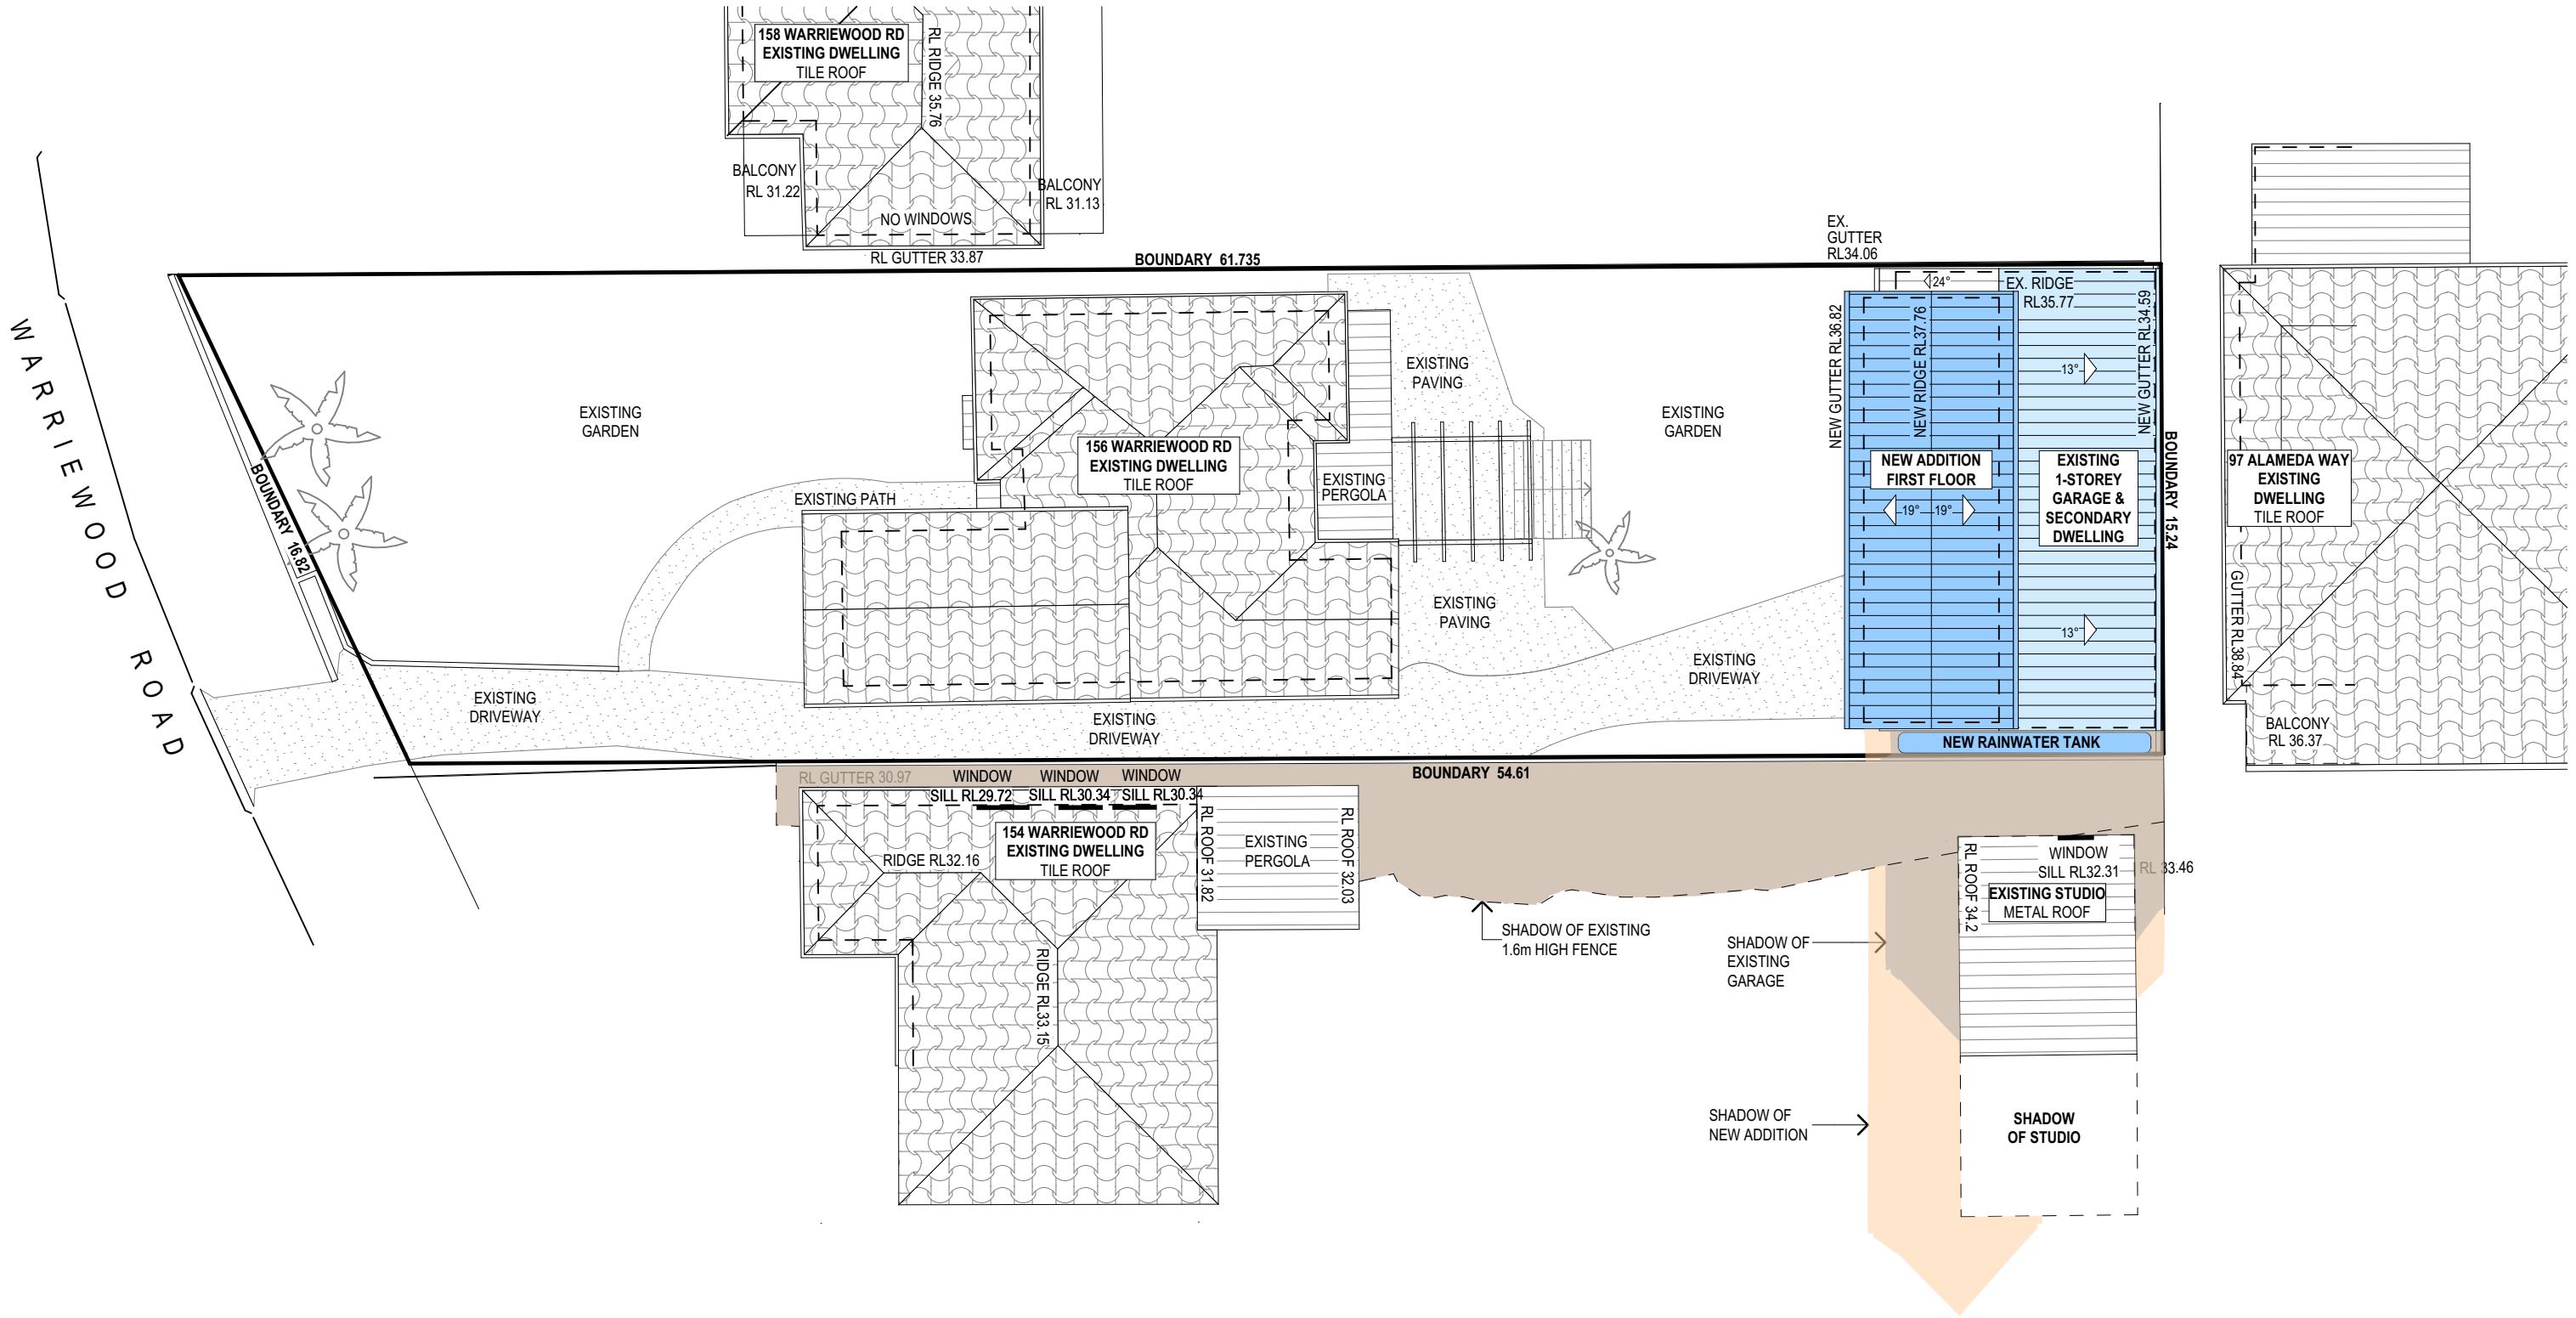 158 WARRIEWOOD RD
EXISTING DWELLING
TILE ROOF
RL RIDGE 35.76
BALCONY
RL 31.22
BALCONY
RL 31.13
NO WINDOWS
RL GUTTER 33.87
BOUNDARY 61.735
EX.
GUTTER
RL34.06
24°
EX. RIDGE
RL35.77
NEW GUTTER RL36.82
NEW RIDGE RL37.76
NEW GUTTER RL34.59
13°
WARRIEWOOD ROAD
BOUNDARY 16.82
EXISTING
GARDEN
EXISTING PATH
156 WARRIEWOOD RD
EXISTING DWELLING
TILE ROOF
EXISTING
PERGOLA
EXISTING
PAVING
EXISTING
PAVING
EXISTING
GARDEN
NEW ADDITION
FIRST FLOOR
19° 19°
EXISTING
1-STOREY
GARAGE &
SECONDARY
DWELLING
13°
BOUNDARY 15.24
97 ALAMEDA WAY
EXISTING
DWELLING
TILE ROOF
GUTTER RL38.84
BALCONY
RL 36.37
EXISTING
DRIVEWAY
EXISTING
DRIVEWAY
EXISTING
DRIVEWAY
NEW RAINWATER TANK
BOUNDARY 54.61
RL GUTTER 30.97
WINDOW
SILL RL29.72
WINDOW
SILL RL30.34
WINDOW
SILL RL30.34
154 WARRIEWOOD RD
EXISTING DWELLING
TILE ROOF
RIDGE RL32.16
RIDGE RL33.15
RL ROOF 31.82
EXISTING
PERGOLA
RL ROOF 32.03
SHADOW OF EXISTING
1.6m HIGH FENCE
SHADOW OF
EXISTING
GARAGE
RL ROOF 34.2
WINDOW
SILL RL32.31
RL 33.46
EXISTING STUDIO
METAL ROOF
SHADOW OF
NEW ADDITION
SHADOW
OF STUDIO